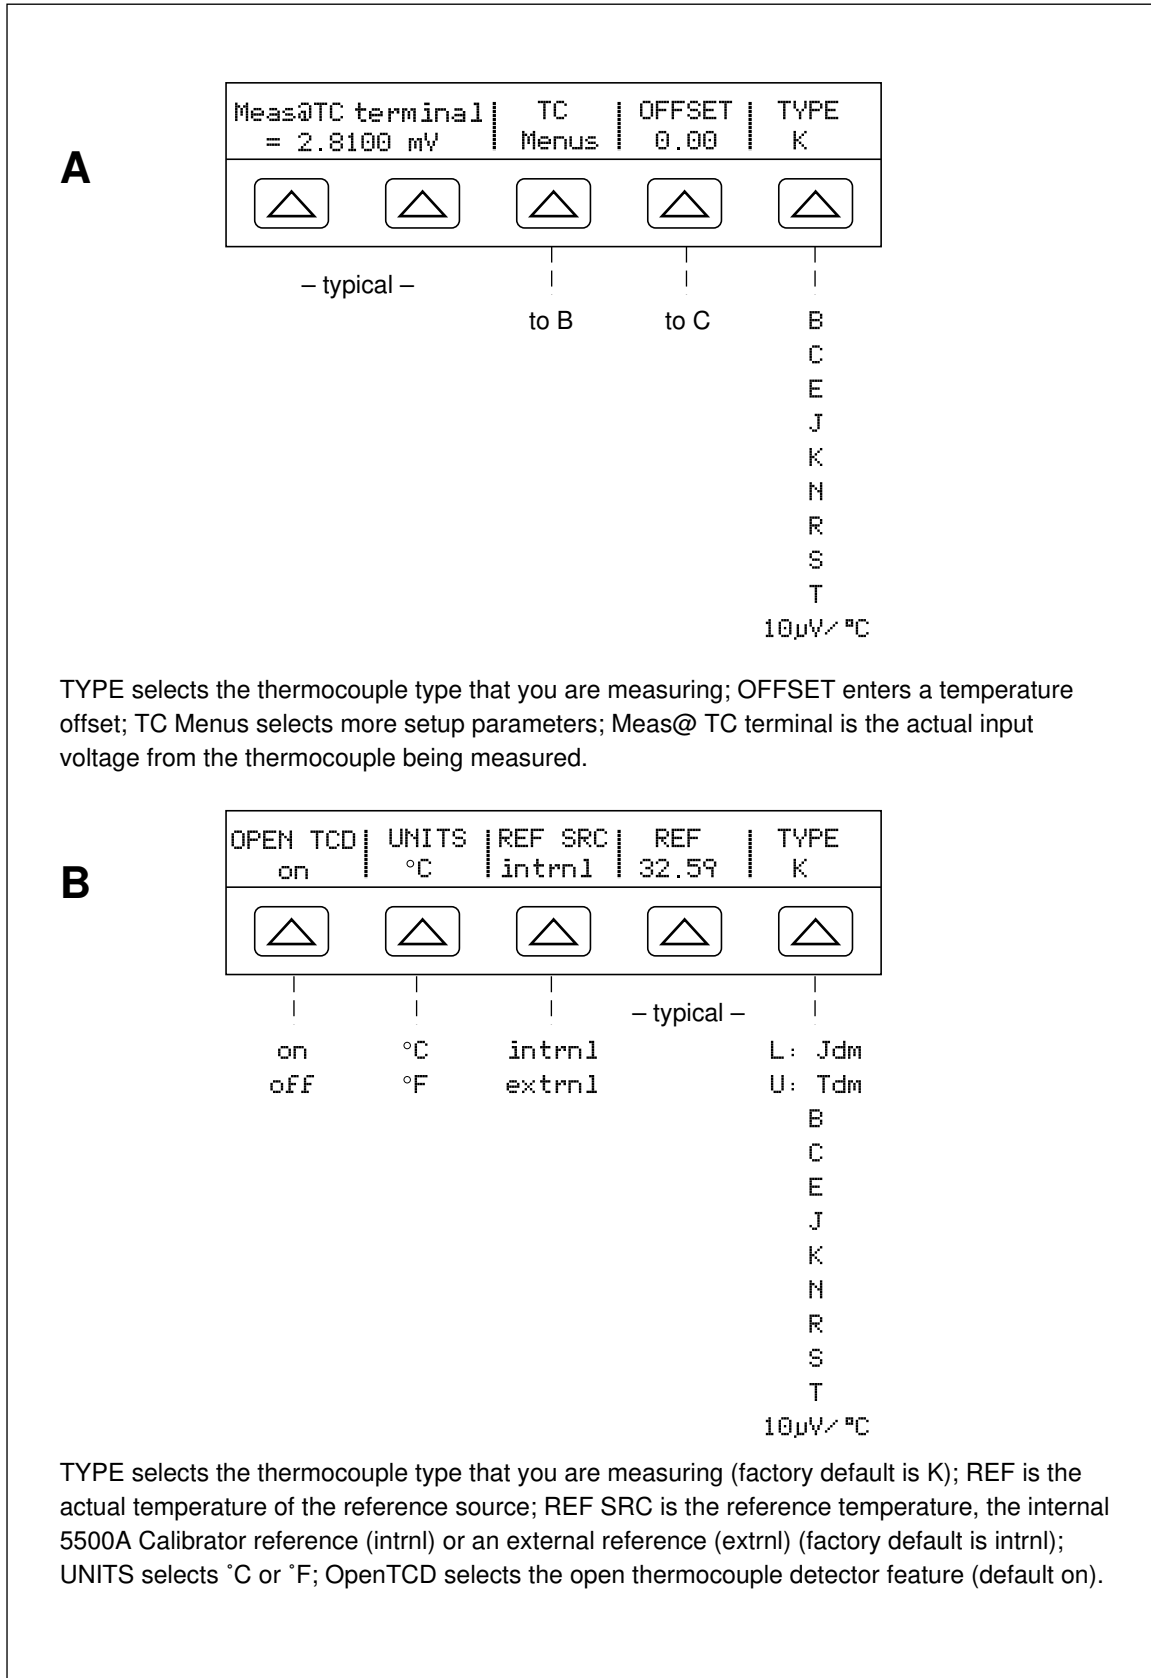 A
Meas@TC terminal
= 2.8100 mV
TC
Menus
OFFSET
0.00
TYPE
K
– typical –
to B
to C
B
C
E
J
K
N
R
S
T
10µV/°C
TYPE selects the thermocouple type that you are measuring; OFFSET enters a temperature
offset; TC Menus selects more setup parameters; Meas@ TC terminal is the actual input
voltage from the thermocouple being measured.
B
OPEN TCD
on
UNITS
°C
REF SRC
intrnl
REF
32.59
TYPE
K
on
off
°C
°F
intrnl
extrnl
– typical –
L: Jdm
U: Tdm
B
C
E
J
K
N
R
S
T
10µV/°C
TYPE selects the thermocouple type that you are measuring (factory default is K); REF is the
actual temperature of the reference source; REF SRC is the reference temperature, the internal
5500A Calibrator reference (intrnl) or an external reference (extrnl) (factory default is intrnl);
UNITS selects ˚C or ˚F; OpenTCD selects the open thermocouple detector feature (default on).